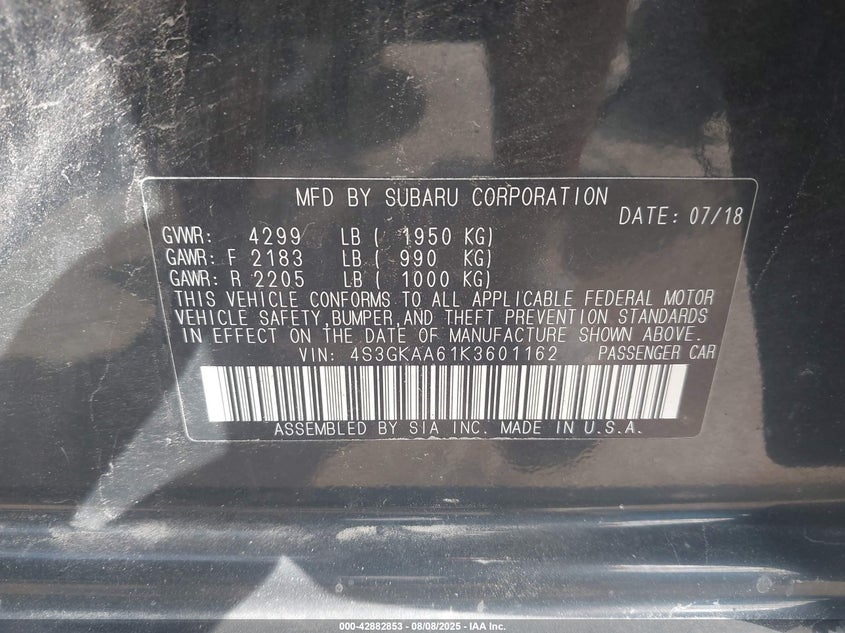 MFD BY SUBARU CORPORATION
DATE: 07/18
GVWR: 4299 LB ( 1950 KG)
GAWR: F 2183 LB ( 990 KG)
GAWR: R 2205 LB ( 1000 KG)
THIS VEHICLE CONFORMS TO ALL APPLICABLE FEDERAL MOTOR
VEHICLE SAFETY,BUMPER,AND THEFT PREVENTION STANDARDS
IN EFFECT ON THE DATE OF MANUFACTURE SHOWN ABOVE.
VIN: 4S3GKAA61K3601162 PASSENGER CAR
ASSEMBLED BY SIA INC. MADE IN U.S.A.
000-42882853 - 08/08/2025 - IAA Inc.